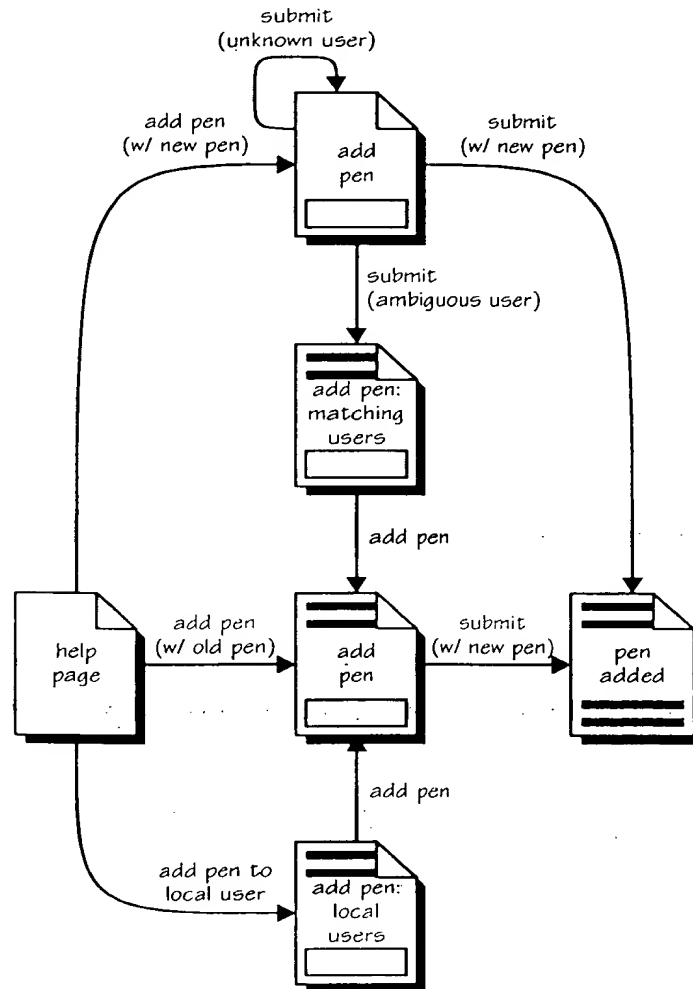 submit
(unknown user)
add pen
(w/ new pen)
add
pen
submit
(w/ new pen)
submit
(ambiguous user)
add pen:
matching
users
add pen
help
page
add pen
(w/ old pen)
add
pen
submit
(w/ new pen)
pen
added
add pen
add pen to
local user
add pen:
local
users